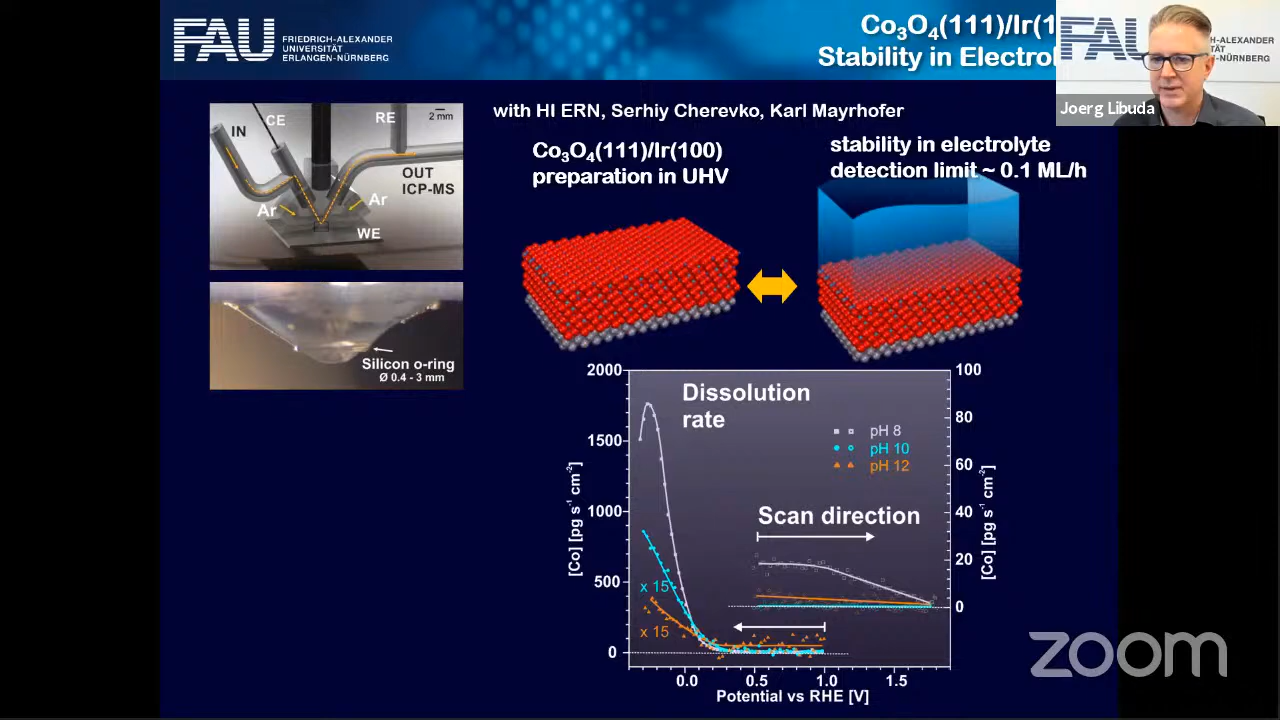 FAU
FRIEDRICH-ALEXANDER
UNIVERSITÄT
ERLANGEN-NÜRNBERG
Co₃O₄(111)/Ir(1
Stability in Electrol
FAU
CH-ALEXANDER
TÄT
N-NÜRNBERG
Joerg Libuda
with HI ERN, Serhiy Cherevko, Karl Mayrhofer
IN
CE
RE
2 mm
OUT
ICP-MS
Ar
Ar
WE
Silicon o-ring
Ø 0.4 - 3 mm
Co₃O₄(111)/Ir(100)
preparation in UHV
stability in electrolyte
detection limit ~ 0.1 ML/h
Dissolution
rate
pH 8
pH 10
pH 12
Scan direction
x 15
x 15
2000
1500
1000
500
0
[Co] [pg s⁻¹ cm⁻²]
100
80
60
40
20
0
[Co] [pg s⁻¹ cm⁻²]
0.0 0.5 1.0 1.5
Potential vs RHE [V]
zoom